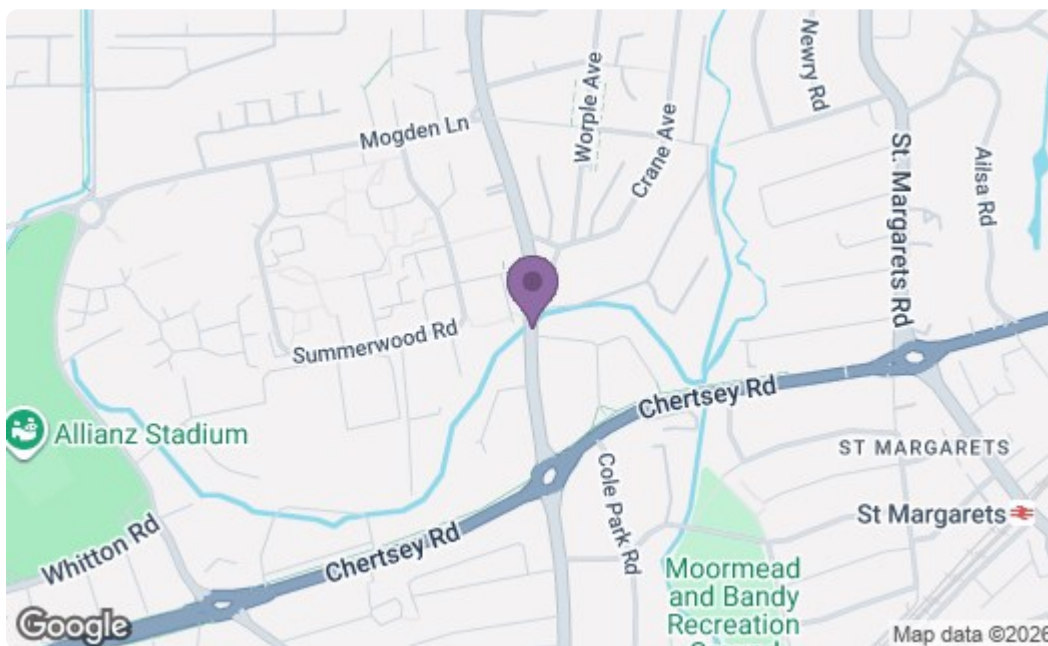 Newry Rd
Worple Ave
Mogden Ln
Crane Ave
St. Margarets Rd
Ailsa Rd
Summerwood Rd
Chertsey Rd
Allianz Stadium
ST MARGARETS
Cole Park Rd
St Margarets
Whitton Rd
Chertsey Rd
Moormead
and Bandy
Recreation
Google
Map data ©2026